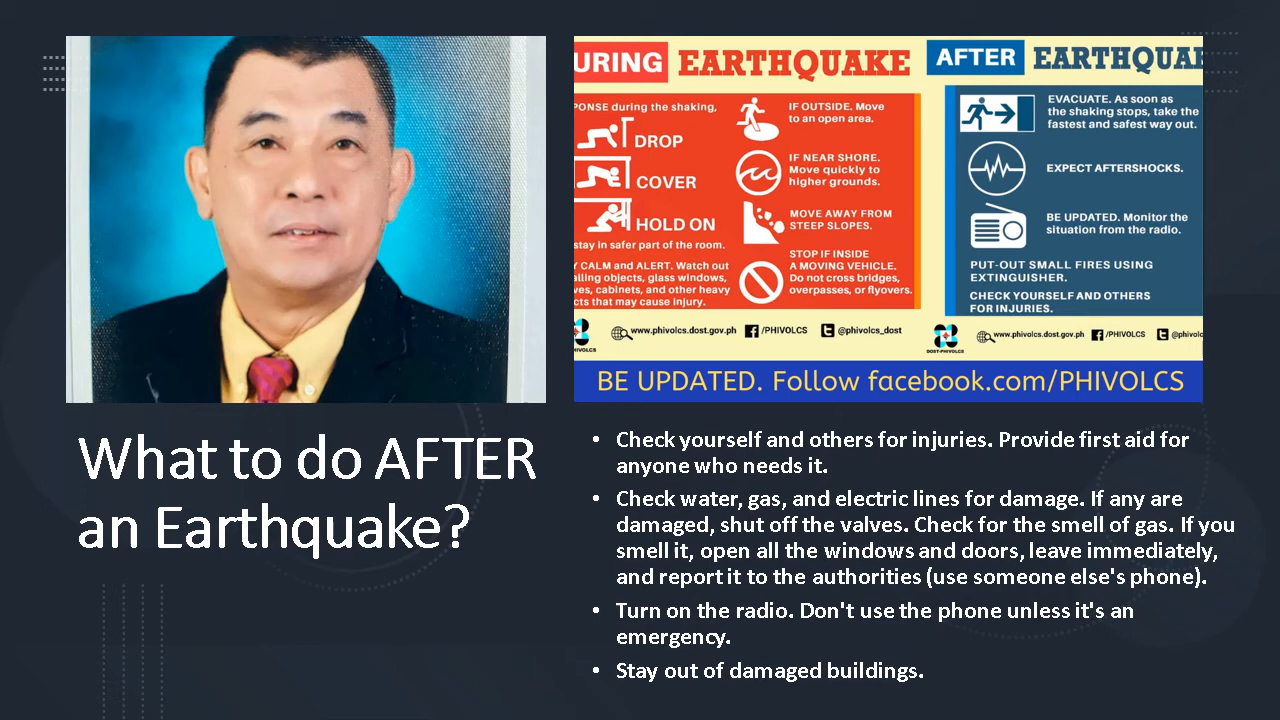 URING EARTHQUAKE
PONSE during the shaking,
DROP
COVER
HOLD ON
stay in safer part of the room.
Y CALM and ALERT. Watch out
alling objects, glass windows,
ves, cabinets, and other heavy
cts that may cause injury.
IF OUTSIDE. Move
to an open area.
IF NEAR SHORE.
Move quickly to
higher grounds.
MOVE AWAY FROM
STEEP SLOPES.
STOP IF INSIDE
A MOVING VEHICLE.
Do not cross bridges,
overpasses, or flyovers.
HIVOLCS
www.phivolcs.dost.gov.ph /PHIVOLCS @phivolcs_dost
AFTER EARTHQUAK
EVACUATE. As soon as
the shaking stops, take the
fastest and safest way out.
EXPECT AFTERSHOCKS.
BE UPDATED. Monitor the
situation from the radio.
PUT-OUT SMALL FIRES USING
EXTINGUISHER.
CHECK YOURSELF AND OTHERS
FOR INJURIES.
DOST-PHIVOLCS
www.phivolcs.dost.gov.ph /PHIVOLCS @phivolc
BE UPDATED. Follow facebook.com/PHIVOLCS
What to do AFTER
an Earthquake?
• Check yourself and others for injuries. Provide first aid for
anyone who needs it.
• Check water, gas, and electric lines for damage. If any are
damaged, shut off the valves. Check for the smell of gas. If you
smell it, open all the windows and doors, leave immediately,
and report it to the authorities (use someone else's phone).
• Turn on the radio. Don't use the phone unless it's an
emergency.
• Stay out of damaged buildings.